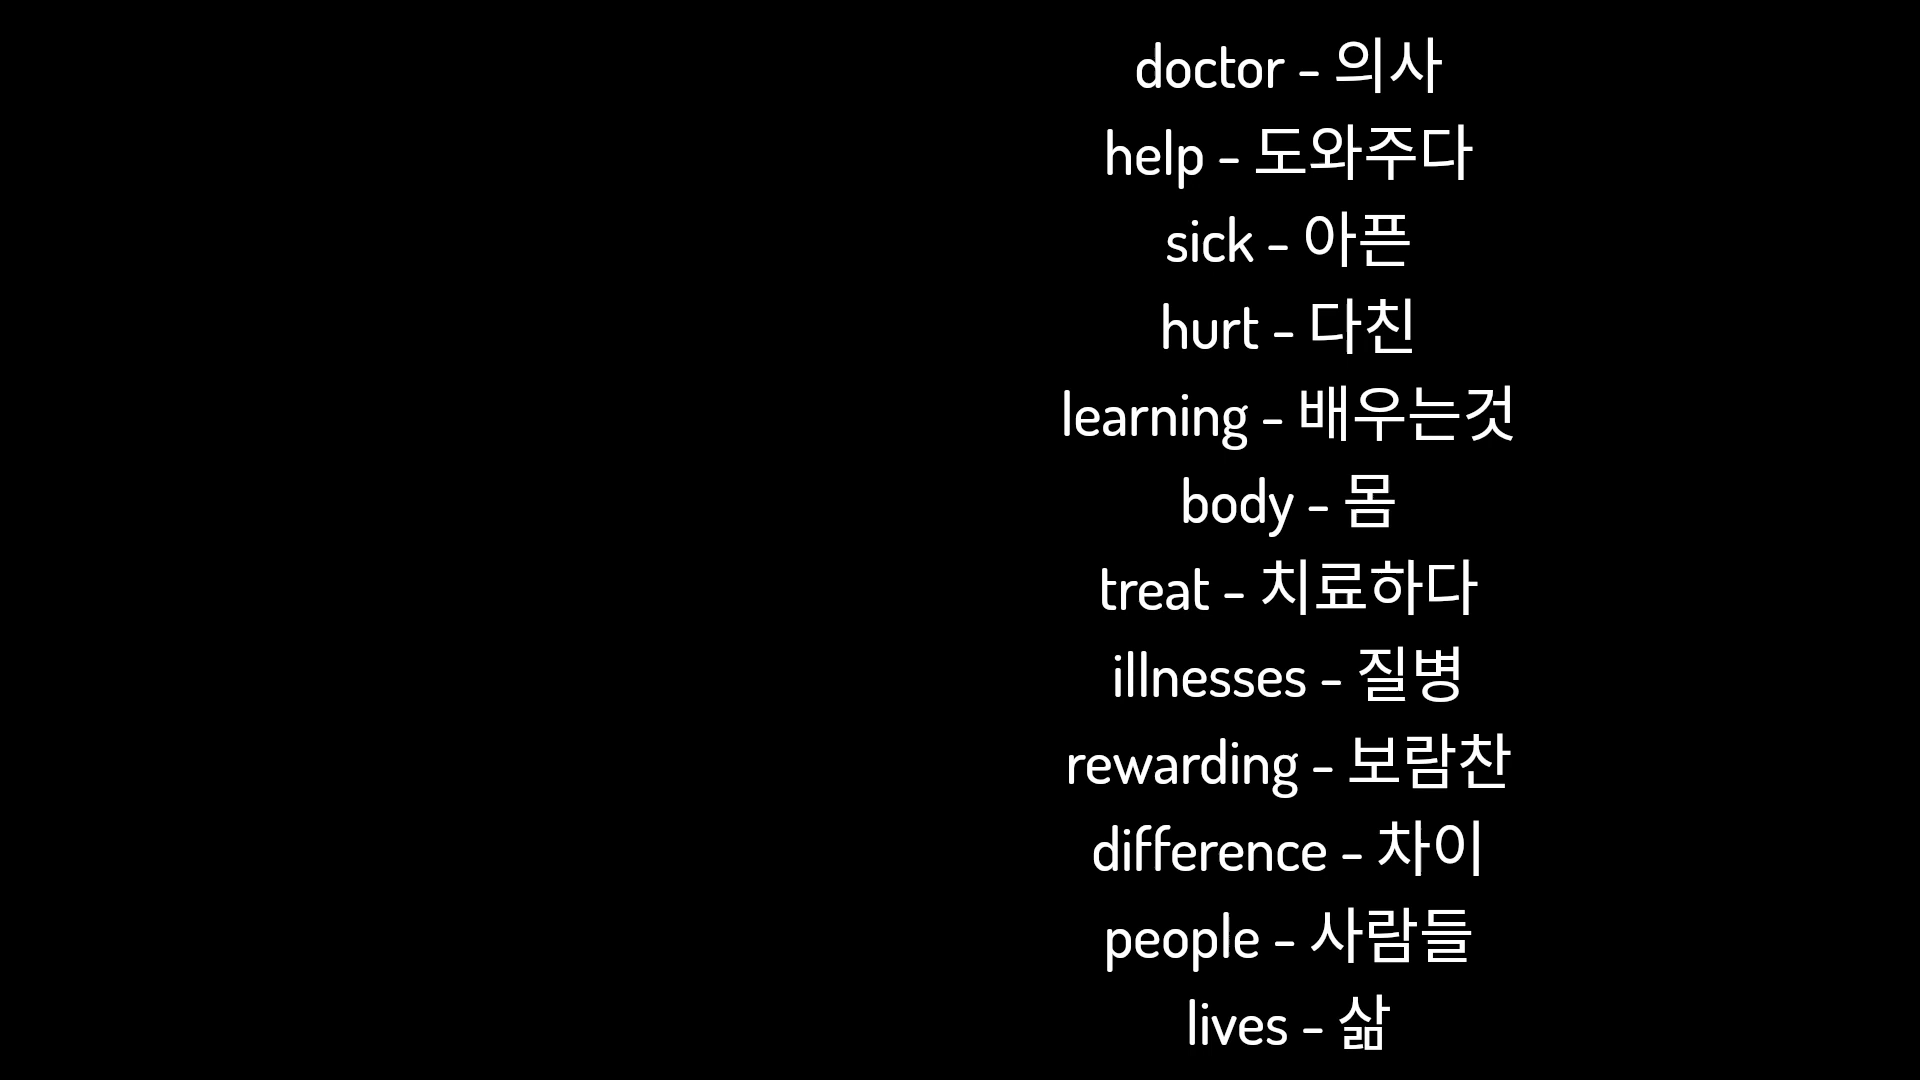 doctor - 의사
help - 도와주다
sick - 아픈
hurt - 다친
learning - 배우는것
body - 몸
treat - 치료하다
illnesses - 질병
rewarding - 보람찬
difference - 차이
people - 사람들
lives - 삶